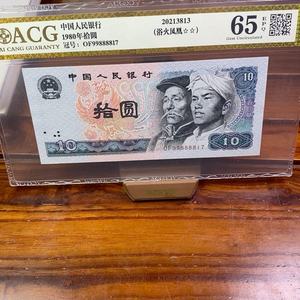 ACG
AI CANG GUARANTY
中国人民银行
1980年拾圆
冠号：OF99888817
20213813
(浴火凤凰☆☆)
65
EPQ
Gem Uncirculated
中国人民银行
10
拾圆
10
OF99888817
10